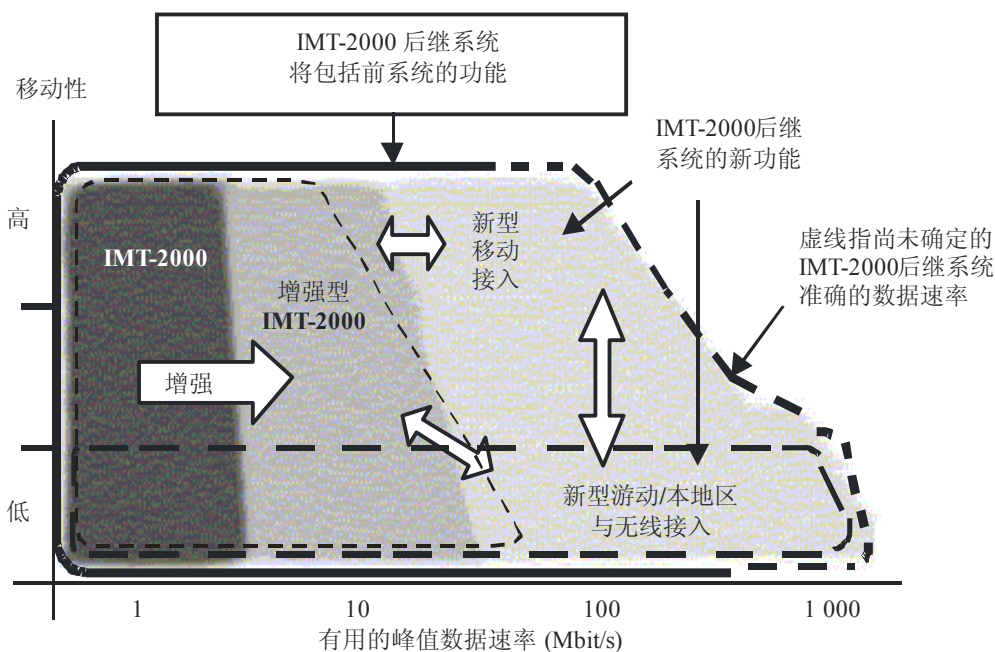 IMT-2000 后继系统
将包括前系统的功能
移动性
IMT-2000后继
系统的新功能
高
新型
移动
接入
虚线指尚未确定的
IMT-2000后继系统
准确的数据速率
IMT-2000
增强型
IMT-2000
增强
低
新型游动/本地区
与无线接入
1
10
100
1 000
有用的峰值数据速率 (Mbit/s)